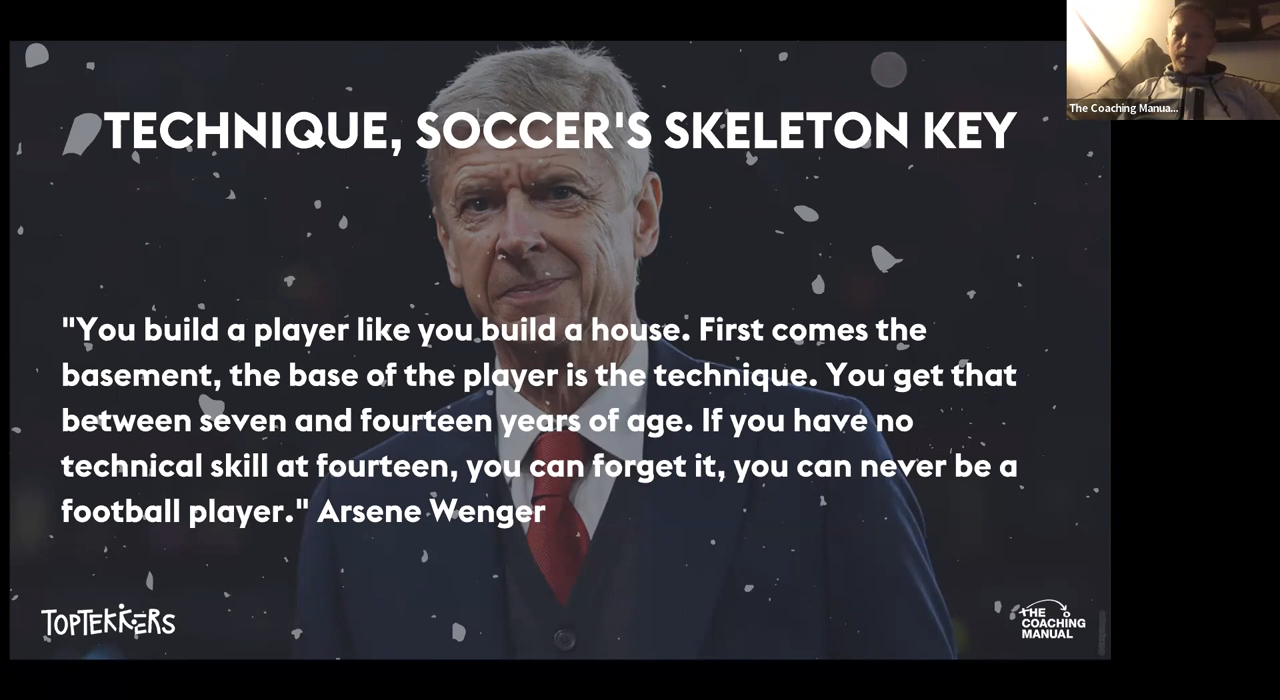 The Coaching Manua...
TECHNIQUE, SOCCER'S SKELETON KEY
"You build a player like you build a house. First comes the
basement, the base of the player is the technique. You get that
between seven and fourteen years of age. If you have no
technical skill at fourteen, you can forget it, you can never be a
football player." Arsene Wenger
TOPTEKKERS
THE
COACHING
MANUAL